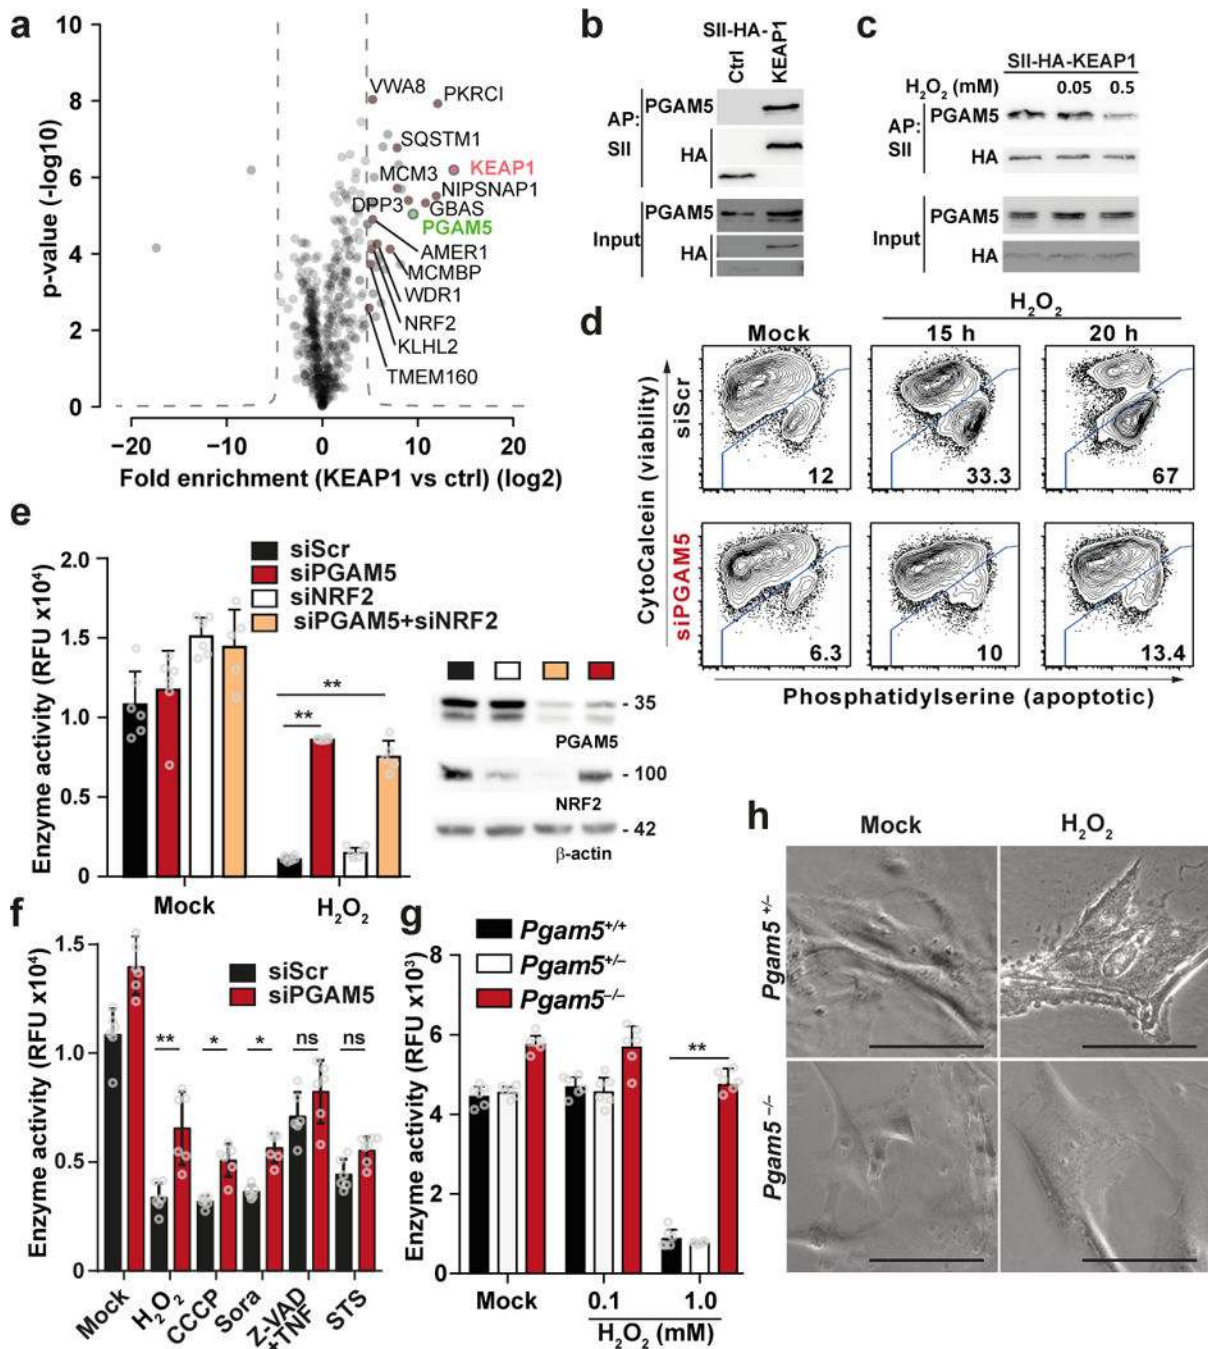 a
p-value (-log10)
10
8
6
4
2
0
−20
−10
0
10
20
Fold enrichment (KEAP1 vs ctrl) (log2)
VWA8
PKRCI
SQSTM1
KEAP1
MCM3
NIPSNAP1
DPP3
GBAS
PGAM5
AMER1
MCMBP
WDR1
NRF2
KLHL2
TMEM160
b
SII-HA-
Ctrl
KEAP1
AP:
SII
PGAM5
HA
Input
PGAM5
HA
c
SII-HA-KEAP1
H₂O₂ (mM) 0.05 0.5
AP:
SII
PGAM5
HA
Input
PGAM5
HA
d
H₂O₂
Mock 15 h 20 h
CytoCalcein (viability)
siScr
12
33.3
67
siPGAM5
6.3
10
13.4
Phosphatidylserine (apoptotic)
e
Enzyme activity (RFU x10⁴)
2.0
1.5
1.0
0.5
0
siScr
siPGAM5
siNRF2
siPGAM5+siNRF2
**
**
Mock
H₂O₂
- 35
PGAM5
- 100
NRF2
- 42
β-actin
f
Enzyme activity (RFU x10⁴)
1.5
1.0
0.5
0
siScr
siPGAM5
** * * ns ns
Mock
H₂O₂
CCCP
Sora
Z-VAD
+TNF
STS
g
Enzyme activity (RFU x10³)
8
6
4
2
0
Pgam5⁺/⁺
Pgam5⁺/⁻
Pgam5⁻/⁻
**
Mock 0.1 1.0
H₂O₂ (mM)
h
Mock
H₂O₂
Pgam5⁺/⁻
Pgam5⁻/⁻